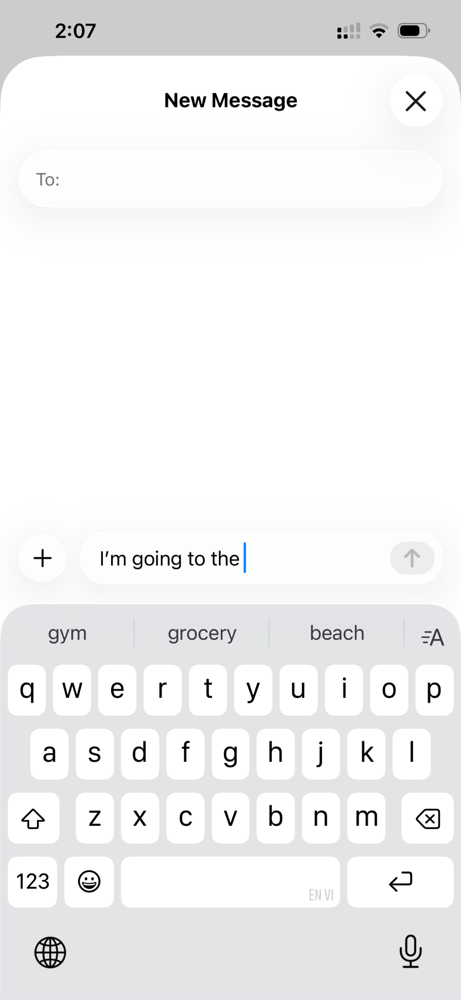 2:07
New Message
To:
I’m going to the
gym grocery beach
q w e r t y u i o p
a s d f g h j k l
z x c v b n m
123
EN VI